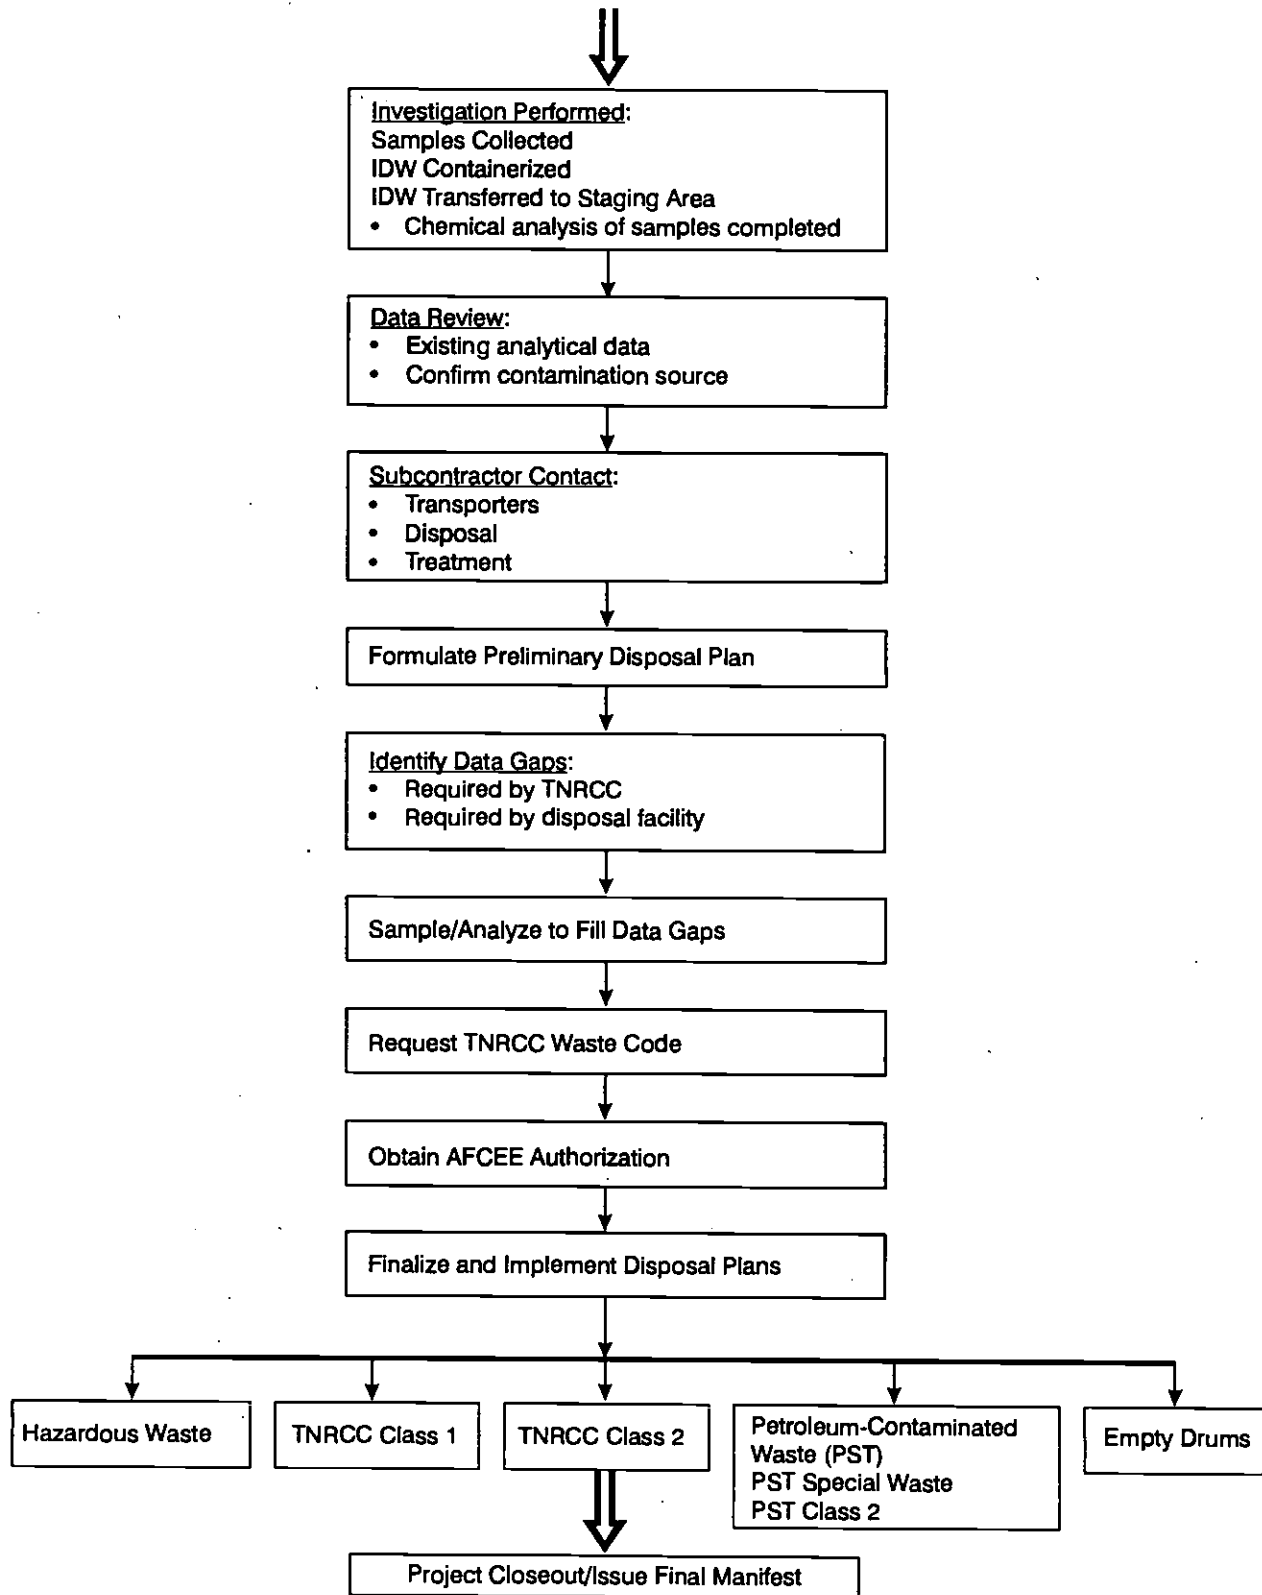 Investigation Performed:
Samples Collected
IDW Containerized
IDW Transferred to Staging Area
• Chemical analysis of samples completed
Data Review:
• Existing analytical data
• Confirm contamination source
Subcontractor Contact:
• Transporters
• Disposal
• Treatment
Formulate Preliminary Disposal Plan
Identify Data Gaps:
• Required by TNRCC
• Required by disposal facility
Sample/Analyze to Fill Data Gaps
Request TNRCC Waste Code
Obtain AFCEE Authorization
Finalize and Implement Disposal Plans
Hazardous Waste
TNRCC Class 1
TNRCC Class 2
Petroleum-Contaminated
Waste (PST)
PST Special Waste
PST Class 2
Empty Drums
Project Closeout/Issue Final Manifest